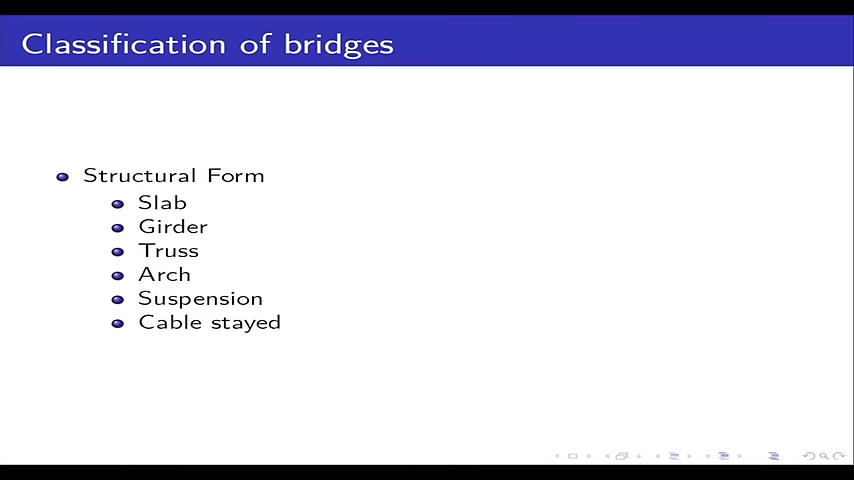 Classification of bridges
Structural Form
Slab
Girder
Truss
Arch
Suspension
Cable stayed